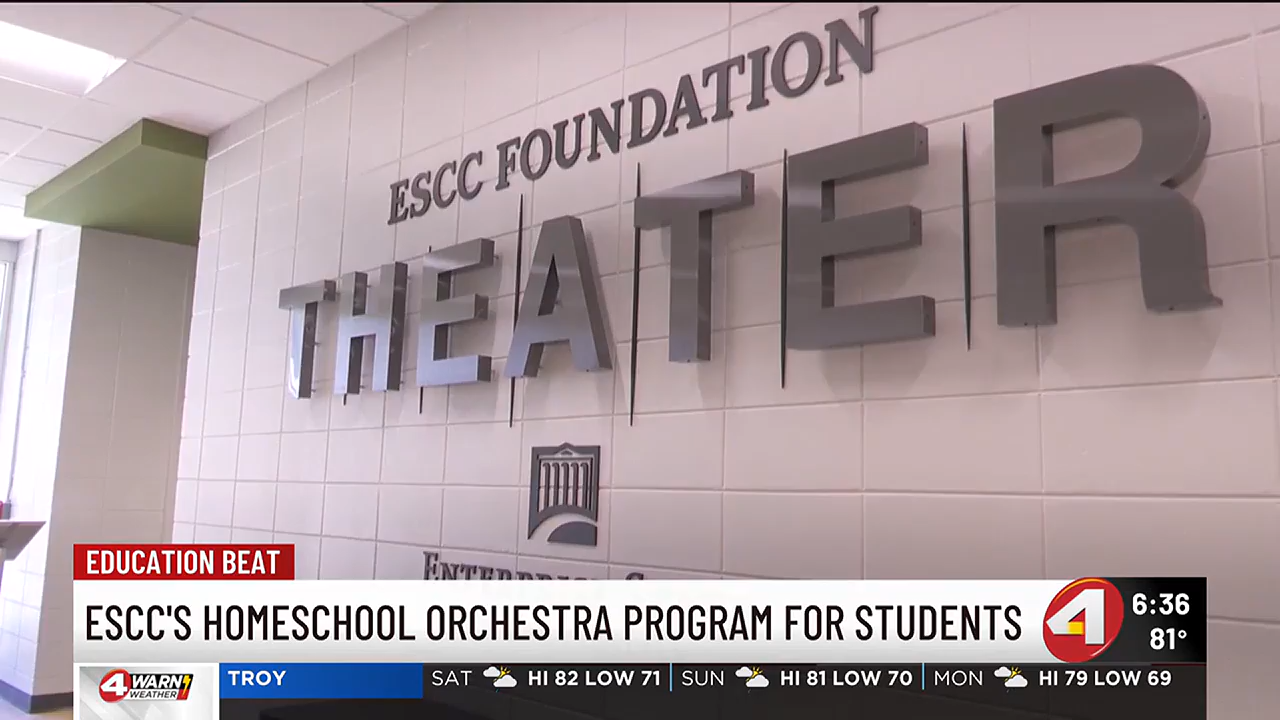 ESCC FOUNDATION
THEATER
EDUCATION BEAT
ESCC'S HOMESCHOOL ORCHESTRA PROGRAM FOR STUDENTS
4
6:36
81°
4 WARN
WEATHER
TROY
SAT HI 82 LOW 71
SUN HI 81 LOW 70
MON HI 79 LOW 69